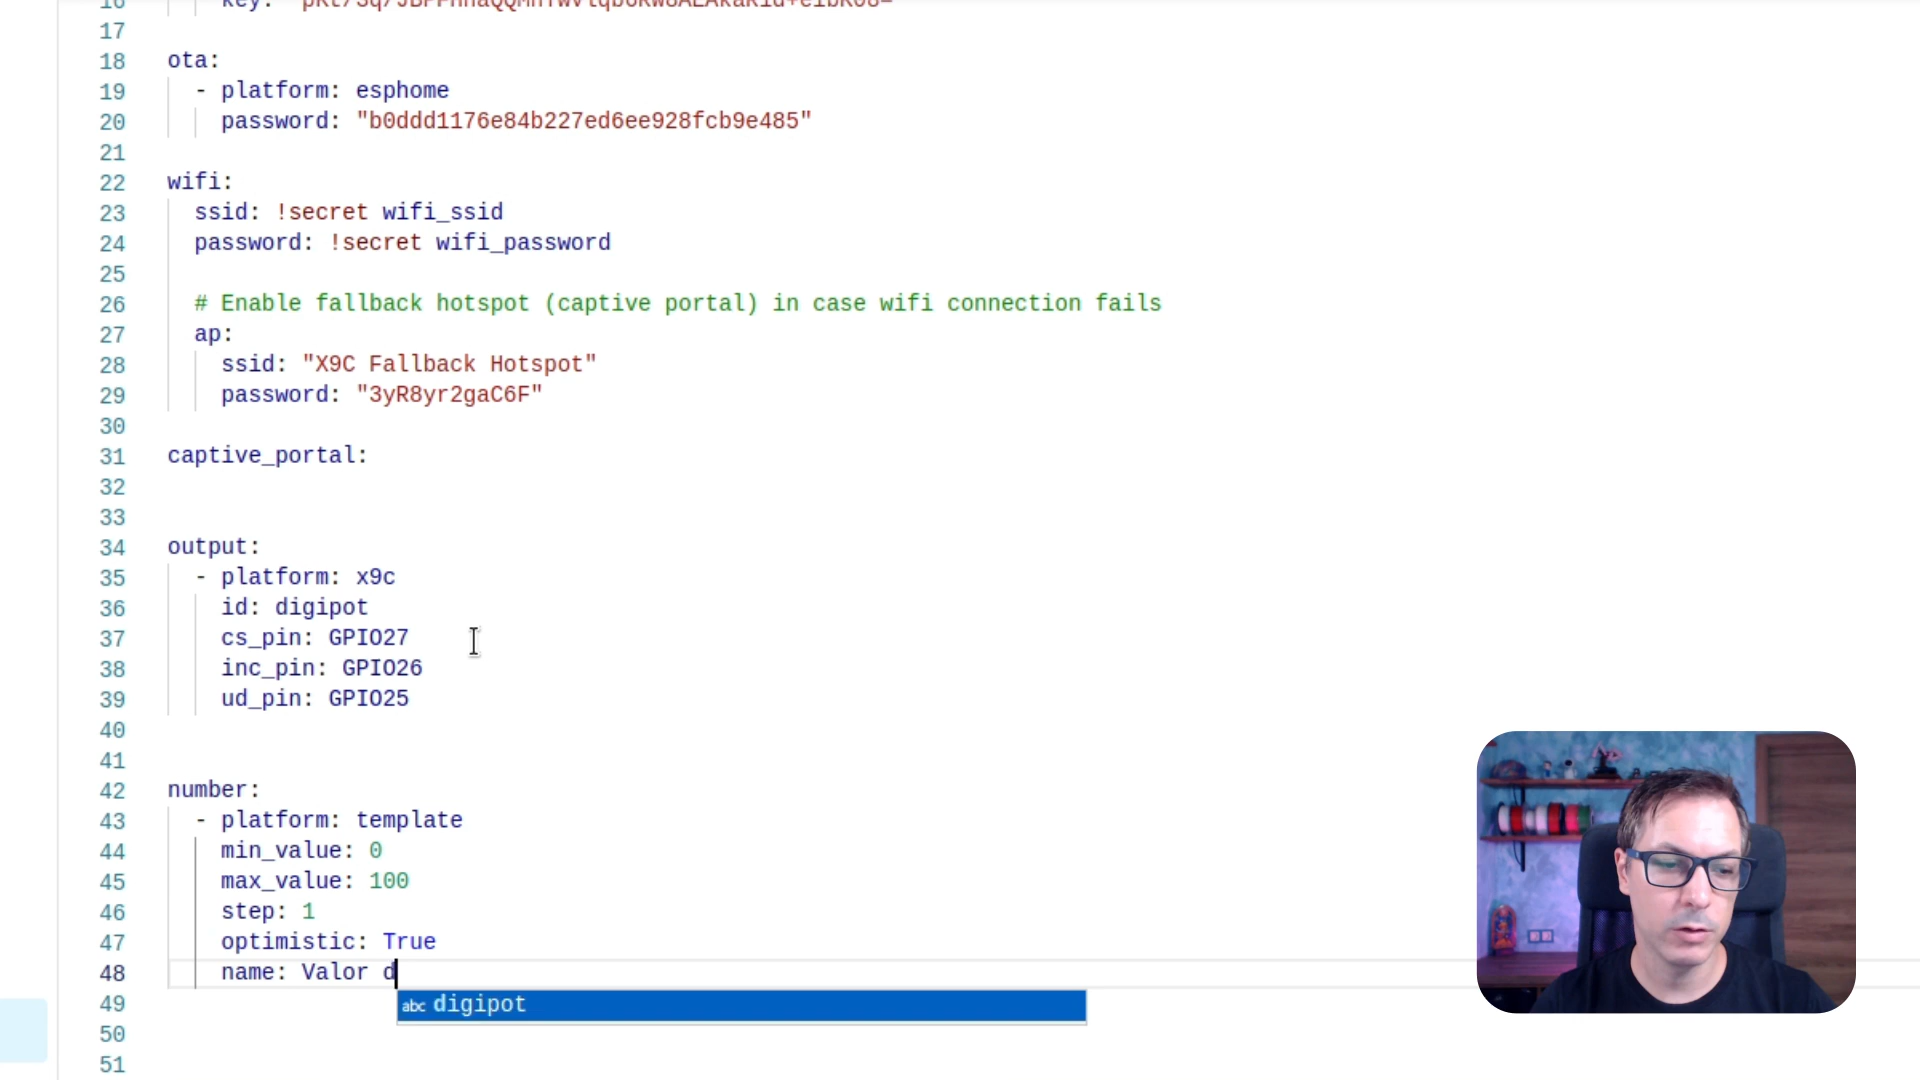 16
17
18 ota:
19 - platform: esphome
20 password: "b0ddd1176e84b227ed6ee928fcb9e485"
21
22 wifi:
23 ssid: !secret wifi_ssid
24 password: !secret wifi_password
25
26 # Enable fallback hotspot (captive portal) in case wifi connection fails
27 ap:
28 ssid: "X9C Fallback Hotspot"
29 password: "3yR8yr2gaC6F"
30
31 captive_portal:
32
33
34 output:
35 - platform: x9c
36 id: digipot
37 cs_pin: GPIO27
38 inc_pin: GPIO26
39 ud_pin: GPIO25
40
41
42 number:
43 - platform: template
44 min_value: 0
45 max_value: 100
46 step: 1
47 optimistic: True
48 name: Valor d
abc digipot
49
50
51